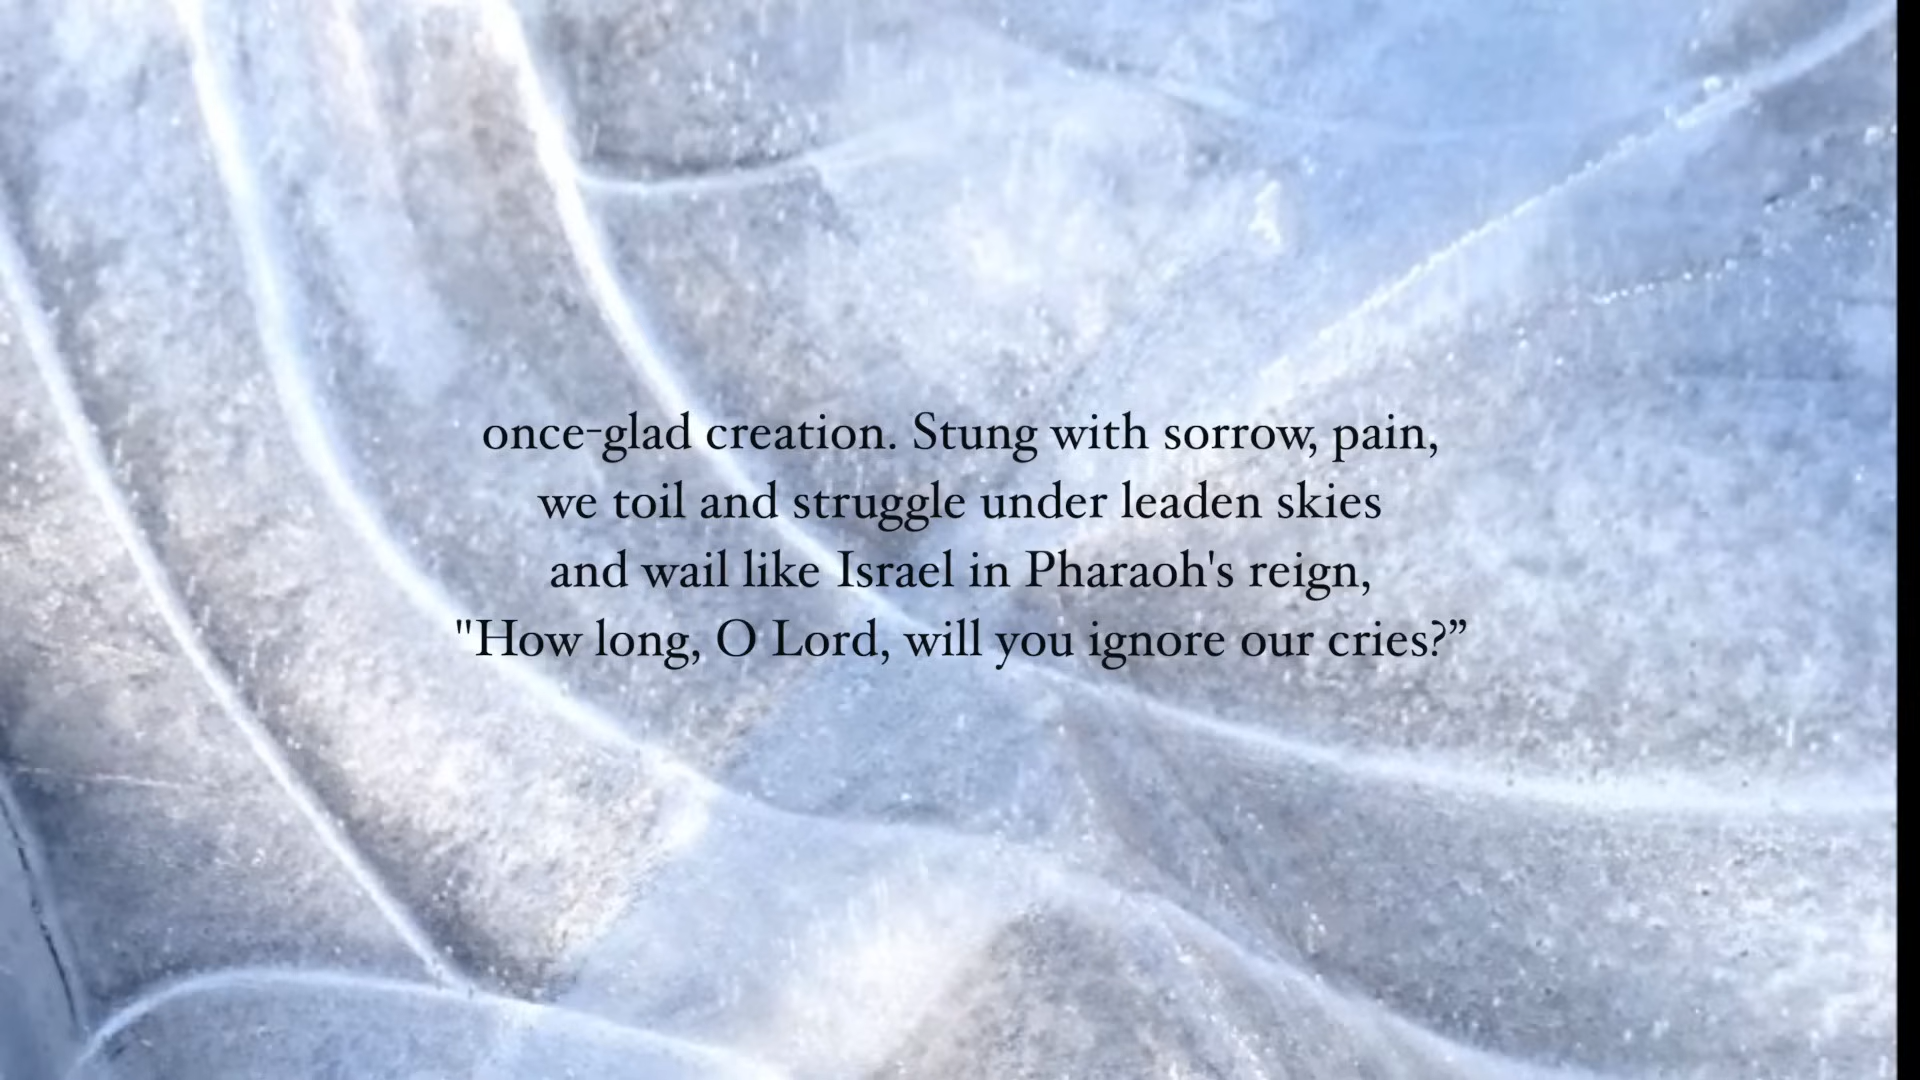 once-glad creation. Stung with sorrow, pain,
we toil and struggle under leaden skies
and wail like Israel in Pharaoh's reign,
"How long, O Lord, will you ignore our cries?”